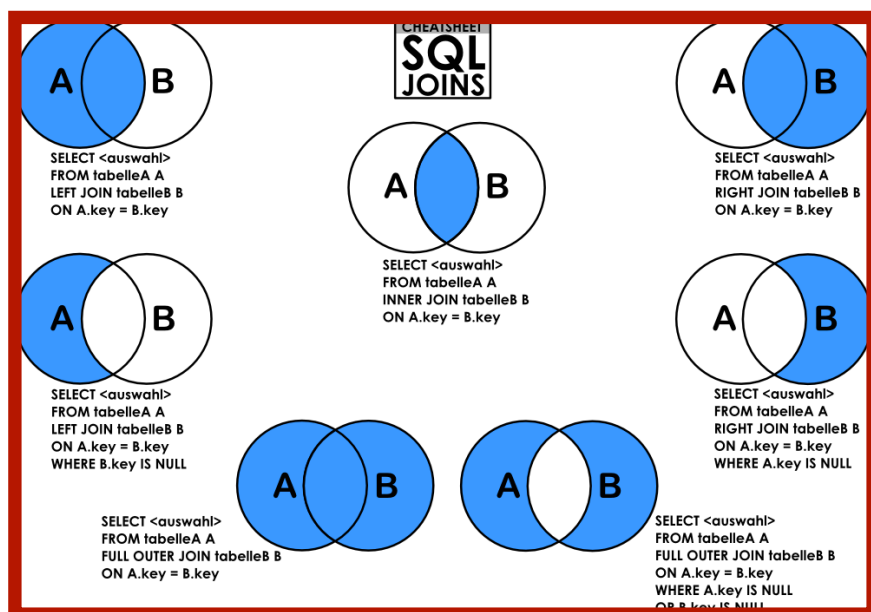 CHEATSHEET
SQL
JOINS
A B
SELECT <auswahl>
FROM tabelleA A
LEFT JOIN tabelleB B
ON A.key = B.key
A B
SELECT <auswahl>
FROM tabelleA A
INNER JOIN tabelleB B
ON A.key = B.key
A B
SELECT <auswahl>
FROM tabelleA A
RIGHT JOIN tabelleB B
ON A.key = B.key
A B
SELECT <auswahl>
FROM tabelleA A
LEFT JOIN tabelleB B
ON A.key = B.key
WHERE B.key IS NULL
A B
SELECT <auswahl>
FROM tabelleA A
RIGHT JOIN tabelleB B
ON A.key = B.key
WHERE A.key IS NULL
A B
SELECT <auswahl>
FROM tabelleA A
FULL OUTER JOIN tabelleB B
ON A.key = B.key
A B
SELECT <auswahl>
FROM tabelleA A
FULL OUTER JOIN tabelleB B
ON A.key = B.key
WHERE A.key IS NULL
OR B.key IS NULL